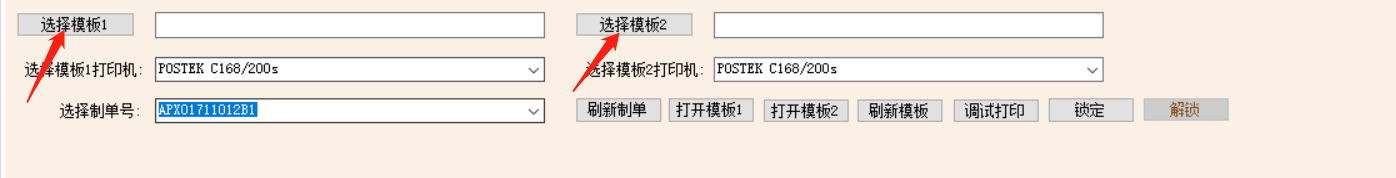 选择模板1 选择模板2
选择模板1打印机: POSTEK C168/200s 选择模板2打印机: POSTEK C168/200s
选择制单号: APX01711012B1 刷新制单 打开模板1 打开模板2 刷新模板 调试打印 锁定 解锁